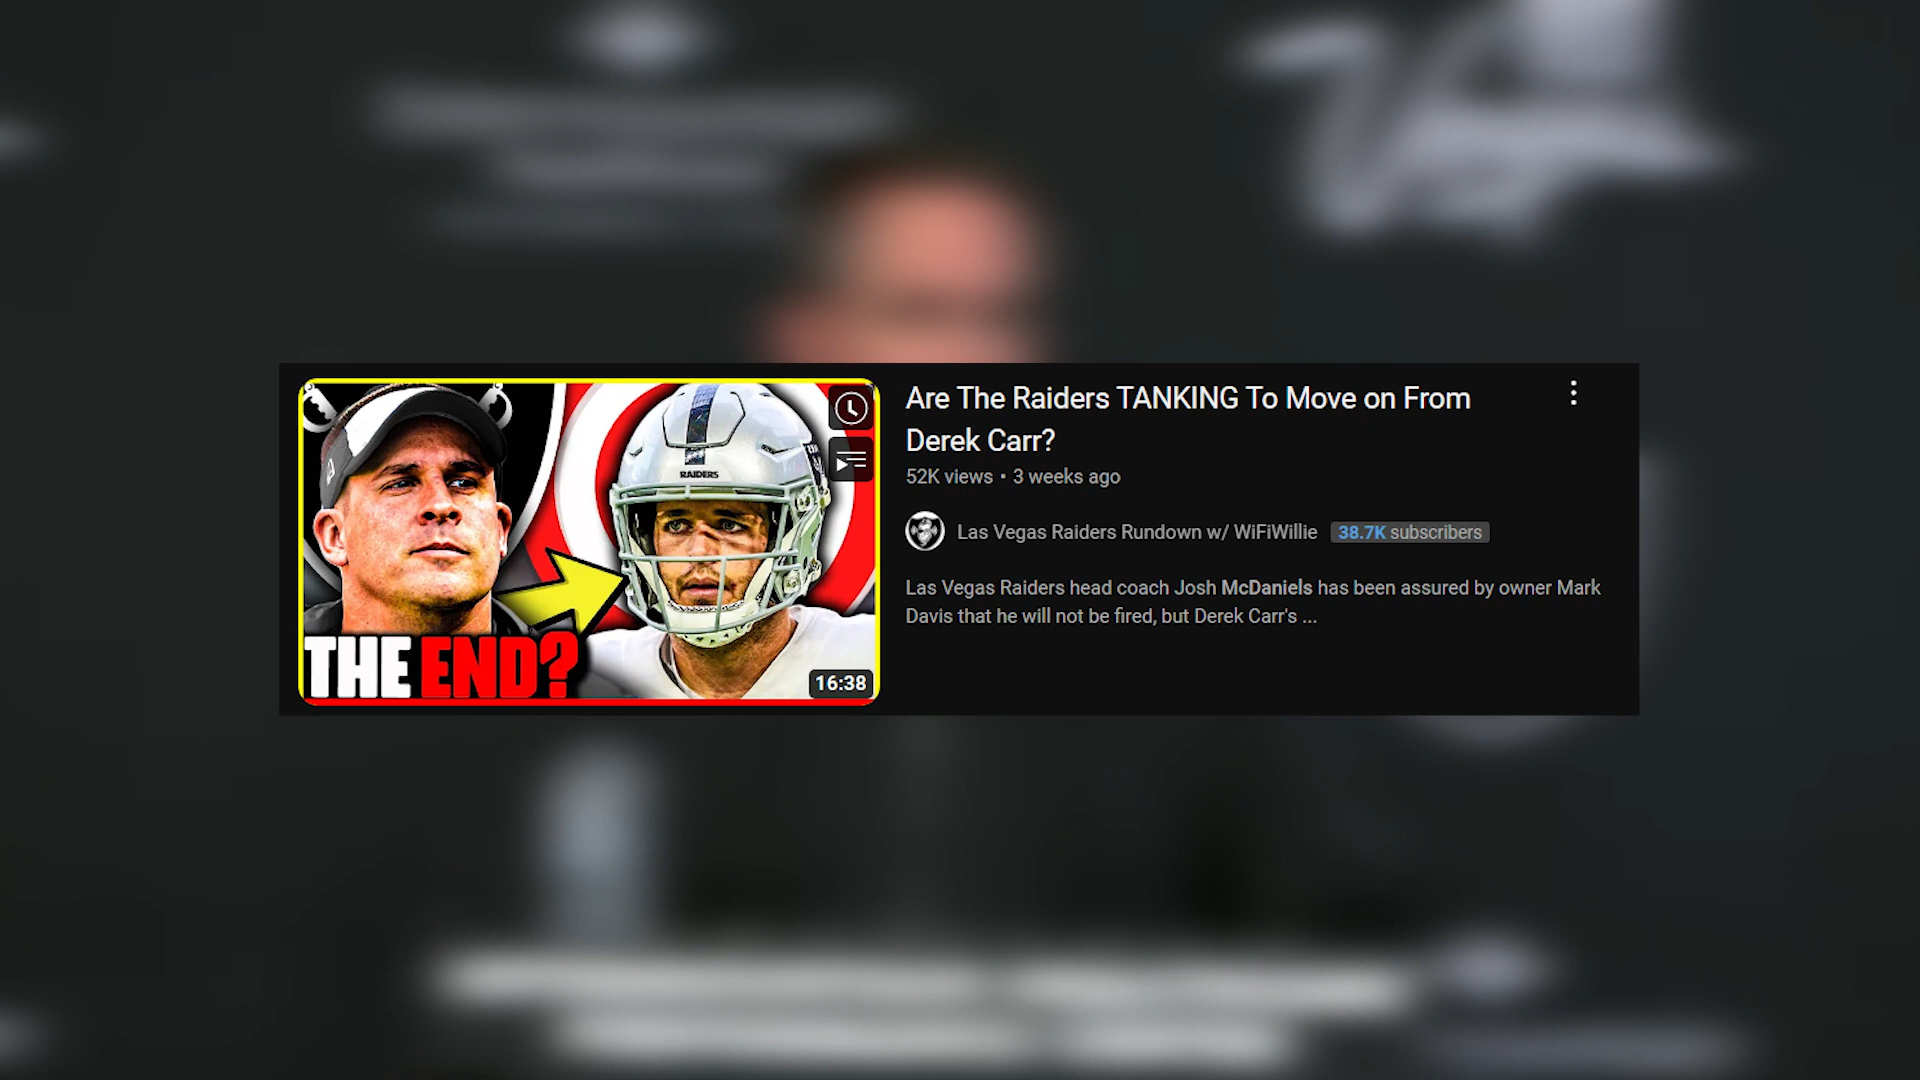 RAIDERS
THE END?
16:38
Are The Raiders TANKING To Move on From
Derek Carr?
52K views • 3 weeks ago
Las Vegas Raiders Rundown w/ WiFiWillie 38.7K subscribers
Las Vegas Raiders head coach Josh McDaniels has been assured by owner Mark
Davis that he will not be fired, but Derek Carr's ...